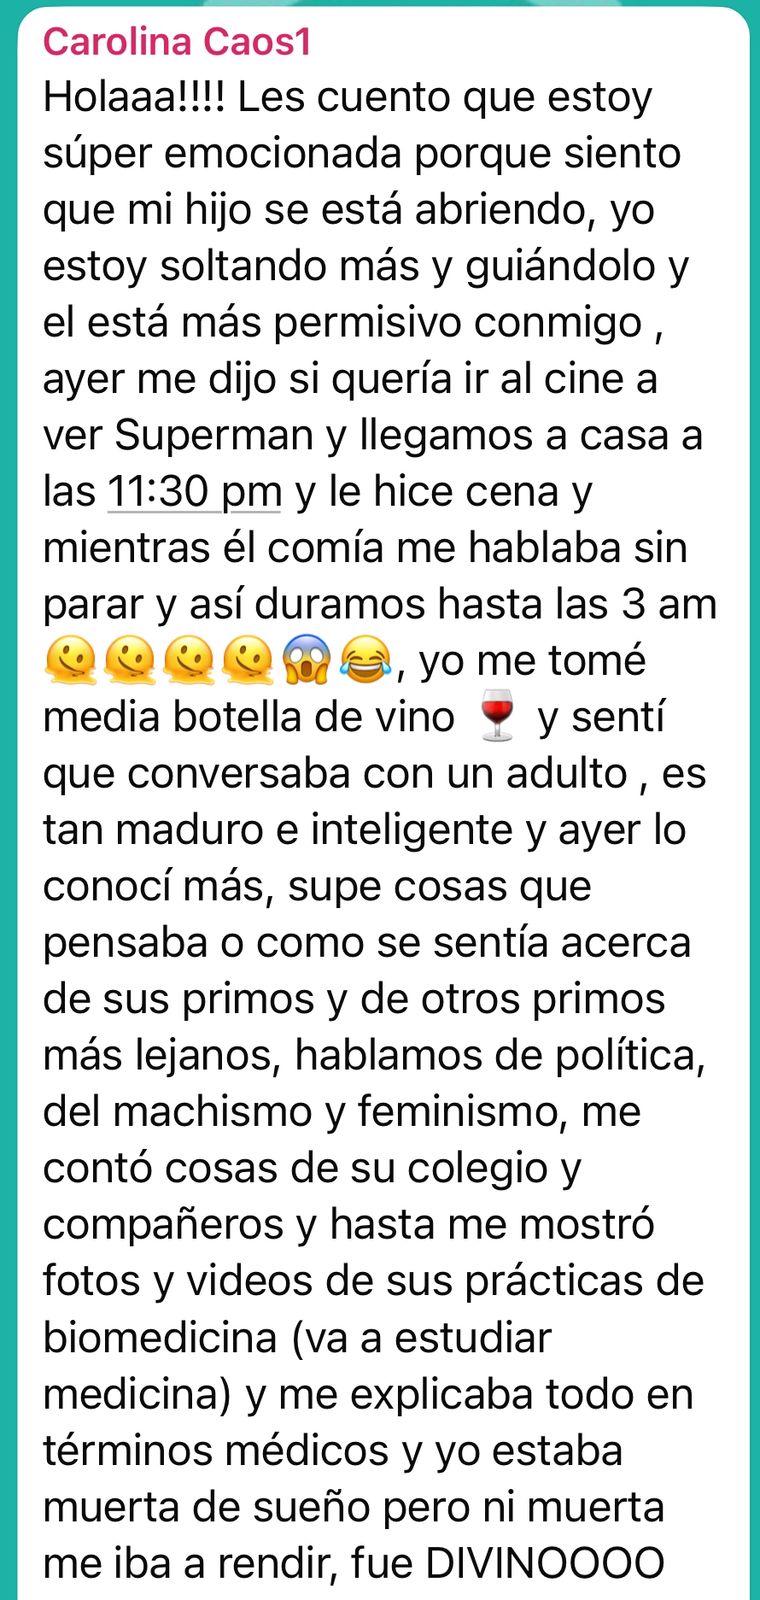 Carolina Caos1
Holaaa!!!! Les cuento que estoy
súper emocionada porque siento
que mi hijo se está abriendo, yo
estoy soltando más y guiándolo y
el está más permisivo conmigo ,
ayer me dijo si quería ir al cine a
ver Superman y llegamos a casa a
las 11:30 pm y le hice cena y
mientras él comía me hablaba sin
parar y así duramos hasta las 3 am
🫠🫠🫠🫠😱😂, yo me tomé
media botella de vino 🍷 y sentí
que conversaba con un adulto , es
tan maduro e inteligente y ayer lo
conocí más, supe cosas que
pensaba o como se sentía acerca
de sus primos y de otros primos
más lejanos, hablamos de política,
del machismo y feminismo, me
contó cosas de su colegio y
compañeros y hasta me mostró
fotos y videos de sus prácticas de
biomedicina (va a estudiar
medicina) y me explicaba todo en
términos médicos y yo estaba
muerta de sueño pero ni muerta
me iba a rendir, fue DIVINOOOO